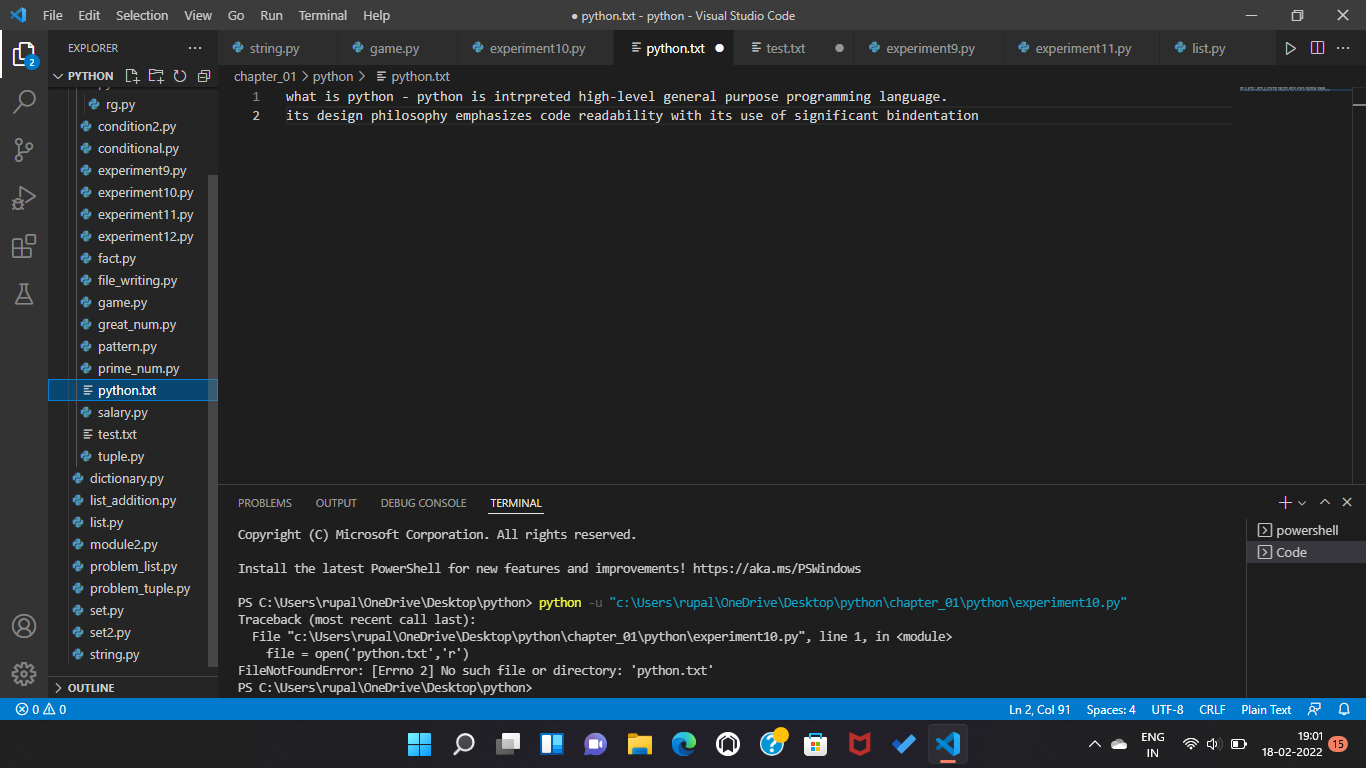 File Edit Selection View Go Run Terminal Help
● python.txt - python - Visual Studio Code
EXPLORER
string.py game.py experiment10.py python.txt test.txt experiment9.py experiment11.py list.py
PYTHON
chapter_01 > python > python.txt
2
rg.py
condition2.py
conditional.py
experiment9.py
experiment10.py
experiment11.py
experiment12.py
fact.py
file_writing.py
game.py
great_num.py
pattern.py
prime_num.py
python.txt
salary.py
test.txt
tuple.py
dictionary.py
list_addition.py
list.py
module2.py
problem_list.py
problem_tuple.py
set.py
set2.py
string.py
OUTLINE
1 what is python - python is intrpreted high-level general purpose programming language.
2 its design philosophy emphasizes code readability with its use of significant bindentation
PROBLEMS OUTPUT DEBUG CONSOLE TERMINAL
powershell
Code
Copyright (C) Microsoft Corporation. All rights reserved.
Install the latest PowerShell for new features and improvements! https://aka.ms/PSWindows
PS C:\Users\rupal\OneDrive\Desktop\python> python -u "c:\Users\rupal\OneDrive\Desktop\python\chapter_01\python\experiment10.py"
Traceback (most recent call last):
  File "c:\Users\rupal\OneDrive\Desktop\python\chapter_01\python\experiment10.py", line 1, in <module>
    file = open('python.txt','r')
FileNotFoundError: [Errno 2] No such file or directory: 'python.txt'
PS C:\Users\rupal\OneDrive\Desktop\python>
0 0 Ln 2, Col 91 Spaces: 4 UTF-8 CRLF Plain Text
ENG
IN
19:01
18-02-2022
15